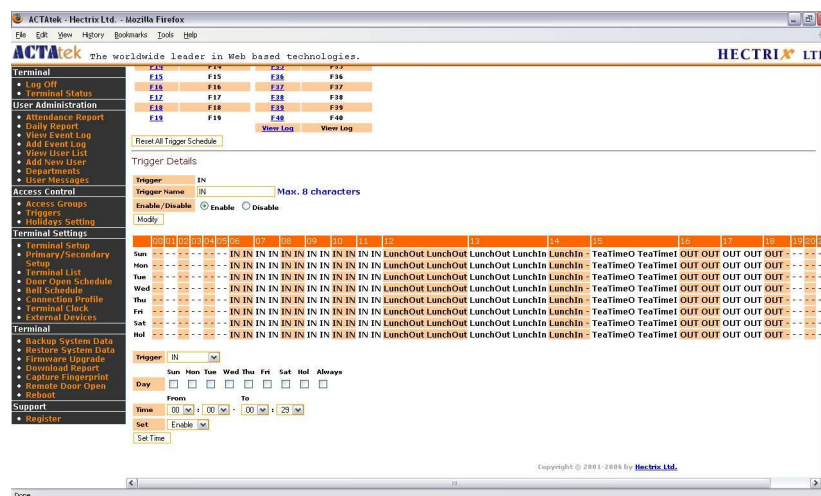 ACTAtek - Hectrix Ltd. - Mozilla Firefox
File Edit View History Bookmarks Tools Help
ACTAtek The worldwide leader in Web based technologies. HECTRIX LT
Terminal
• Log Off
• Terminal Status
User Administration
• Attendance Report
• Daily Report
• View Event Log
• Add Event Log
• View User List
• Add New User
• Departments
• User Messages
Access Control
• Access Groups
• Triggers
• Holidays Setting
Terminal Settings
• Terminal Setup
• Primary/Secondary
Setup
• Terminal List
• Door Open Schedule
• Bell Schedule
• Connection Profile
• Terminal Clock
• External Devices
Terminal
• Backup System Data
• Restore System Data
• Firmware Upgrade
• Download Report
• Capture Fingerprint
• Remote Door Open
• Reboot
Support
• Register
F14 F14 F35 F35
F15 F15 F36 F36
F16 F16 F37 F37
F17 F17 F38 F38
F18 F18 F39 F39
F19 F19 F40 F40
View Log View Log
Reset All Trigger Schedule
Trigger Details
Trigger IN
Trigger Name IN Max. 8 characters
Enable/Disable Enable Disable
Modify
00 01 02 03 04 05 06 07 08 09 10 11 12 13 14 15 16 17 18 19 20
Sun - - - - - - - - - - - - IN IN IN IN IN IN IN IN IN IN IN IN LunchOut LunchOut LunchOut LunchIn LunchIn - TeaTimeO TeaTimeI OUT OUT OUT OUT OUT - - - - -
Mon - - - - - - - - - - - - IN IN IN IN IN IN IN IN IN IN IN IN LunchOut LunchOut LunchOut LunchIn LunchIn - TeaTimeO TeaTimeI OUT OUT OUT OUT OUT - - - - -
Tue - - - - - - - - - - - - IN IN IN IN IN IN IN IN IN IN IN IN LunchOut LunchOut LunchOut LunchIn LunchIn - TeaTimeO TeaTimeI OUT OUT OUT OUT OUT - - - - -
Wed - - - - - - - - - - - - IN IN IN IN IN IN IN IN IN IN IN IN LunchOut LunchOut LunchOut LunchIn LunchIn - TeaTimeO TeaTimeI OUT OUT OUT OUT OUT - - - - -
Thu - - - - - - - - - - - - IN IN IN IN IN IN IN IN IN IN IN IN LunchOut LunchOut LunchOut LunchIn LunchIn - TeaTimeO TeaTimeI OUT OUT OUT OUT OUT - - - - -
Fri - - - - - - - - - - - - IN IN IN IN IN IN IN IN IN IN IN IN LunchOut LunchOut LunchOut LunchIn LunchIn - TeaTimeO TeaTimeI OUT OUT OUT OUT OUT - - - - -
Sat - - - - - - - - - - - - IN IN IN IN IN IN IN IN IN IN IN IN LunchOut LunchOut LunchOut LunchIn LunchIn - TeaTimeO TeaTimeI OUT OUT OUT OUT OUT - - - - -
Hol - - - - - - - - - - - - IN IN IN IN IN IN IN IN IN IN IN IN LunchOut LunchOut LunchOut LunchIn LunchIn - TeaTimeO TeaTimeI OUT OUT OUT OUT OUT - - - - -
Trigger IN
Sun Mon Tue Wed Thu Fri Sat Hol Always
Day
From To
Time 00 : 00 - 00 : 29
Set Enable
Set Time
Copyright © 2001-2006 by Hectrix Ltd.
Done